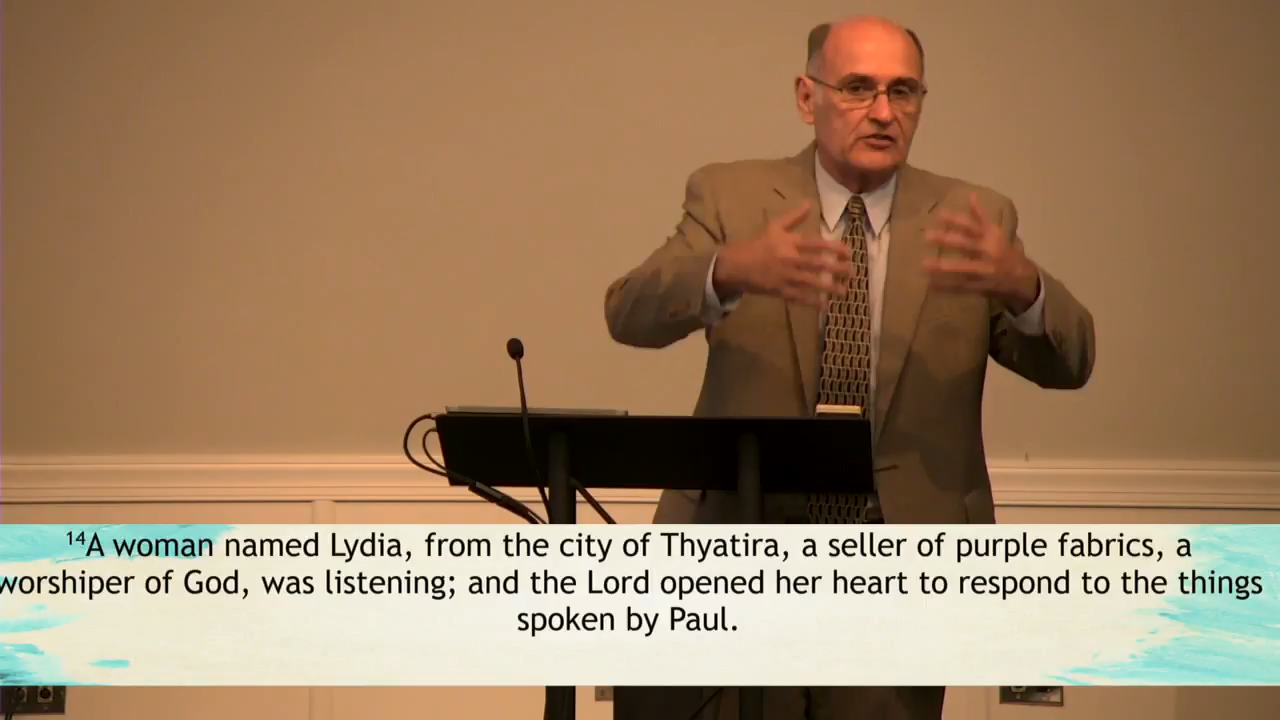 14A woman named Lydia, from the city of Thyatira, a seller of purple fabrics, a
worshiper of God, was listening; and the Lord opened her heart to respond to the things
spoken by Paul.